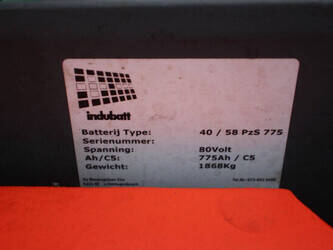 indubatt
Batterij Type: 40 / 58 PzS 775
Serienummer:
Spanning: 80Volt
Ah/C5: 775Ah / C5
Gewicht: 1868Kg